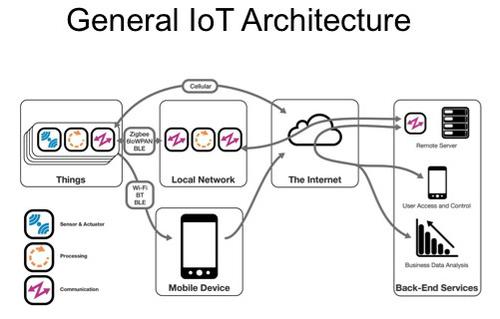 General IoT Architecture
Cellular
Zigbee
6loWPAN
BLE
Things
Local Network
The Internet
Remote Server
Wi-Fi
BT
BLE
User Access and Control
Sensor & Actuator
Processing
Business Data Analysis
Communication
Mobile Device
Back-End Services